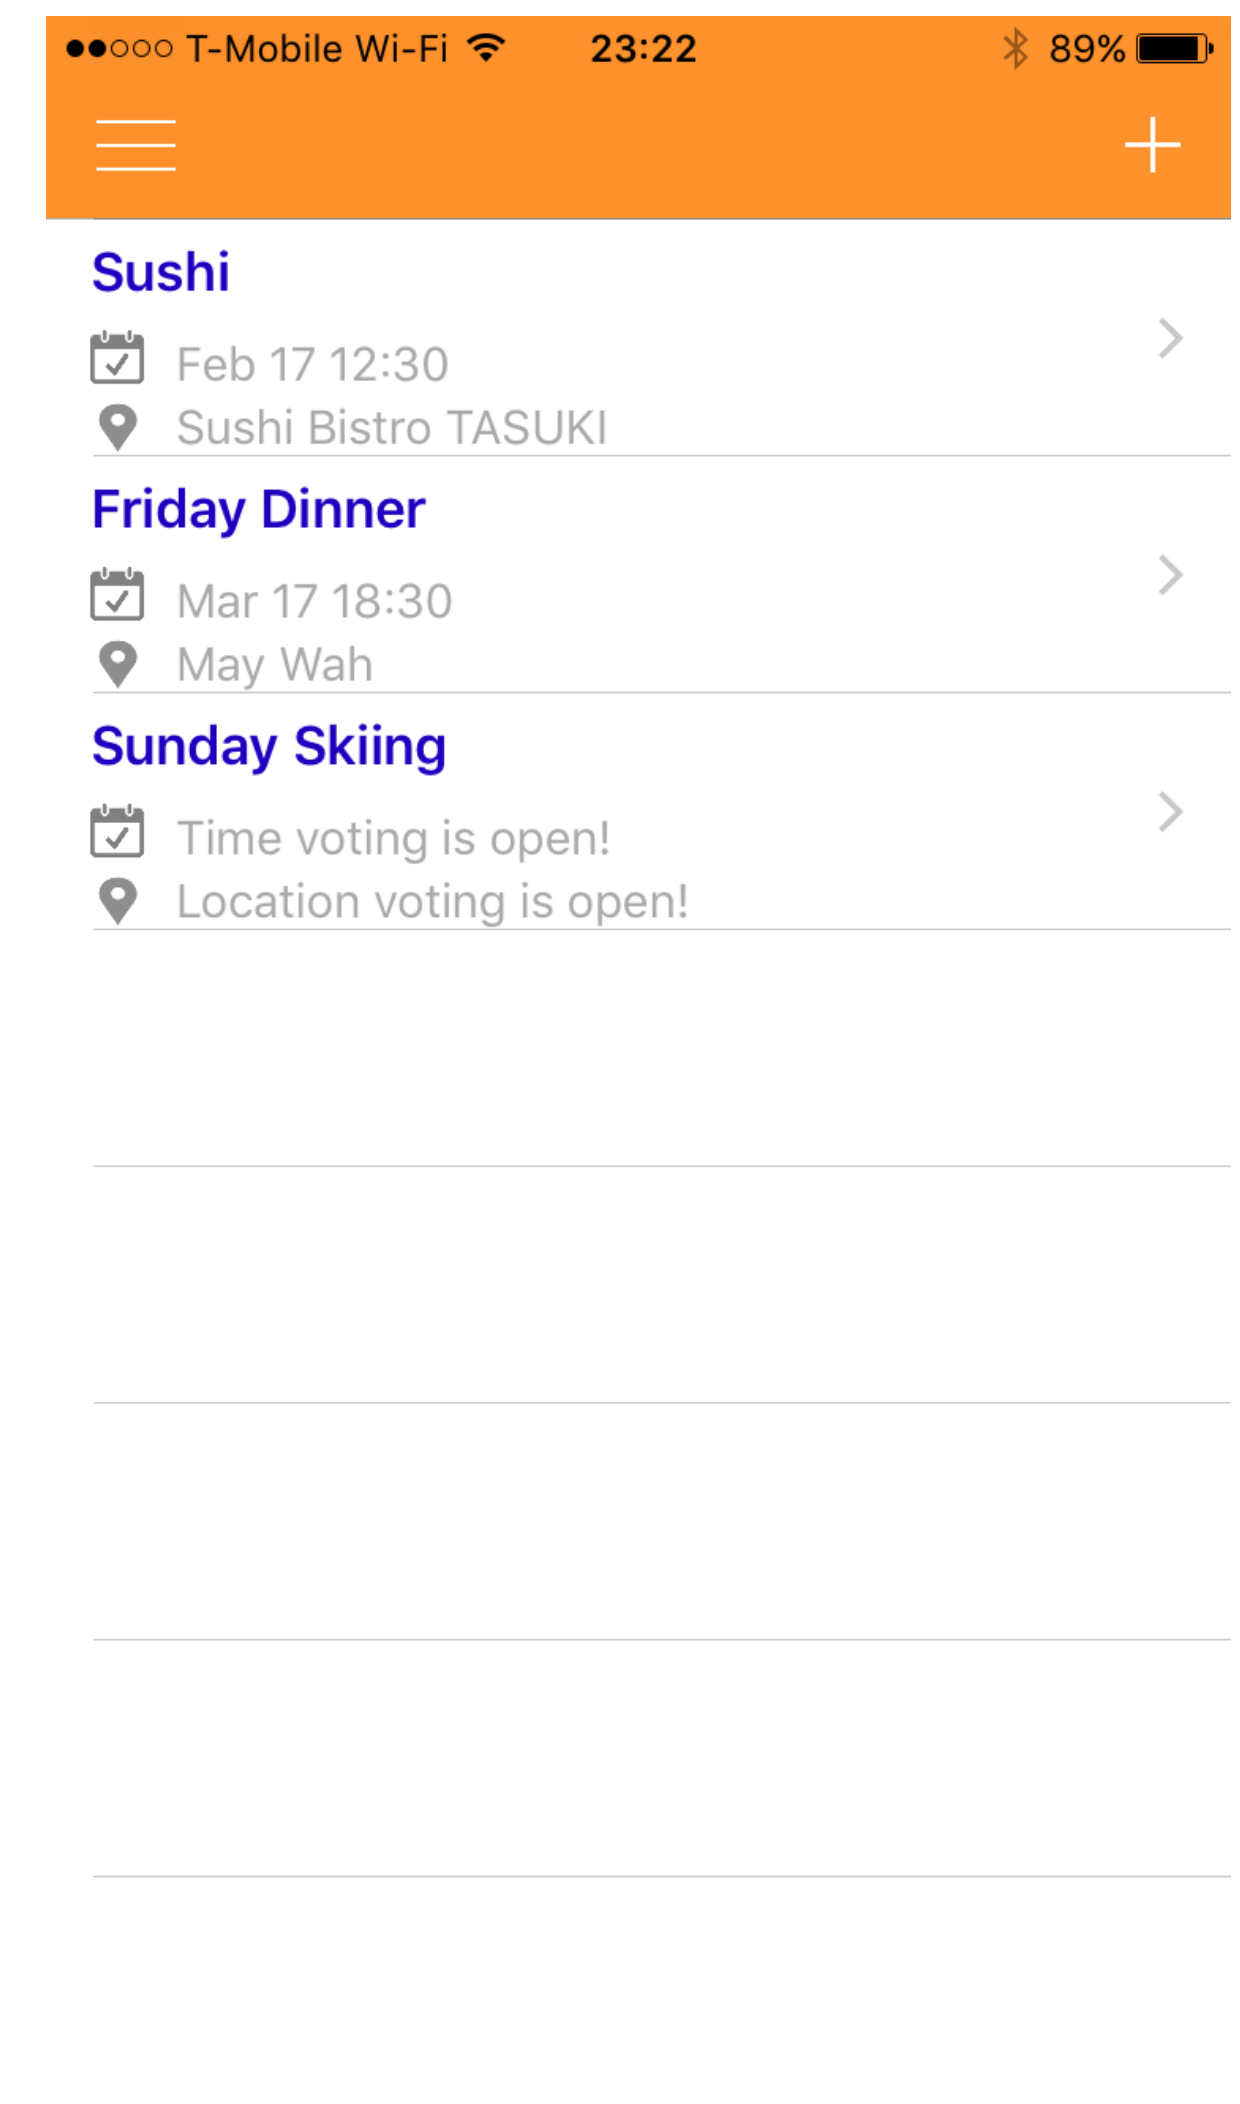 T-Mobile Wi-Fi 23:22 89%
Sushi
Feb 17 12:30
Sushi Bistro TASUKI
Friday Dinner
Mar 17 18:30
May Wah
Sunday Skiing
Time voting is open!
Location voting is open!